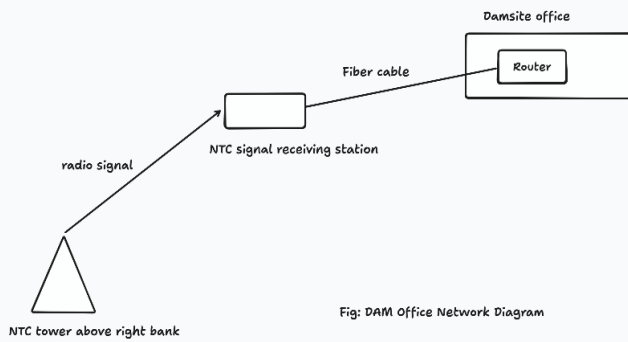 Damsite office
Router
Fiber cable
NTC signal receiving station
radio signal
Fig: DAM Office Network Diagram
NTC tower above right bank